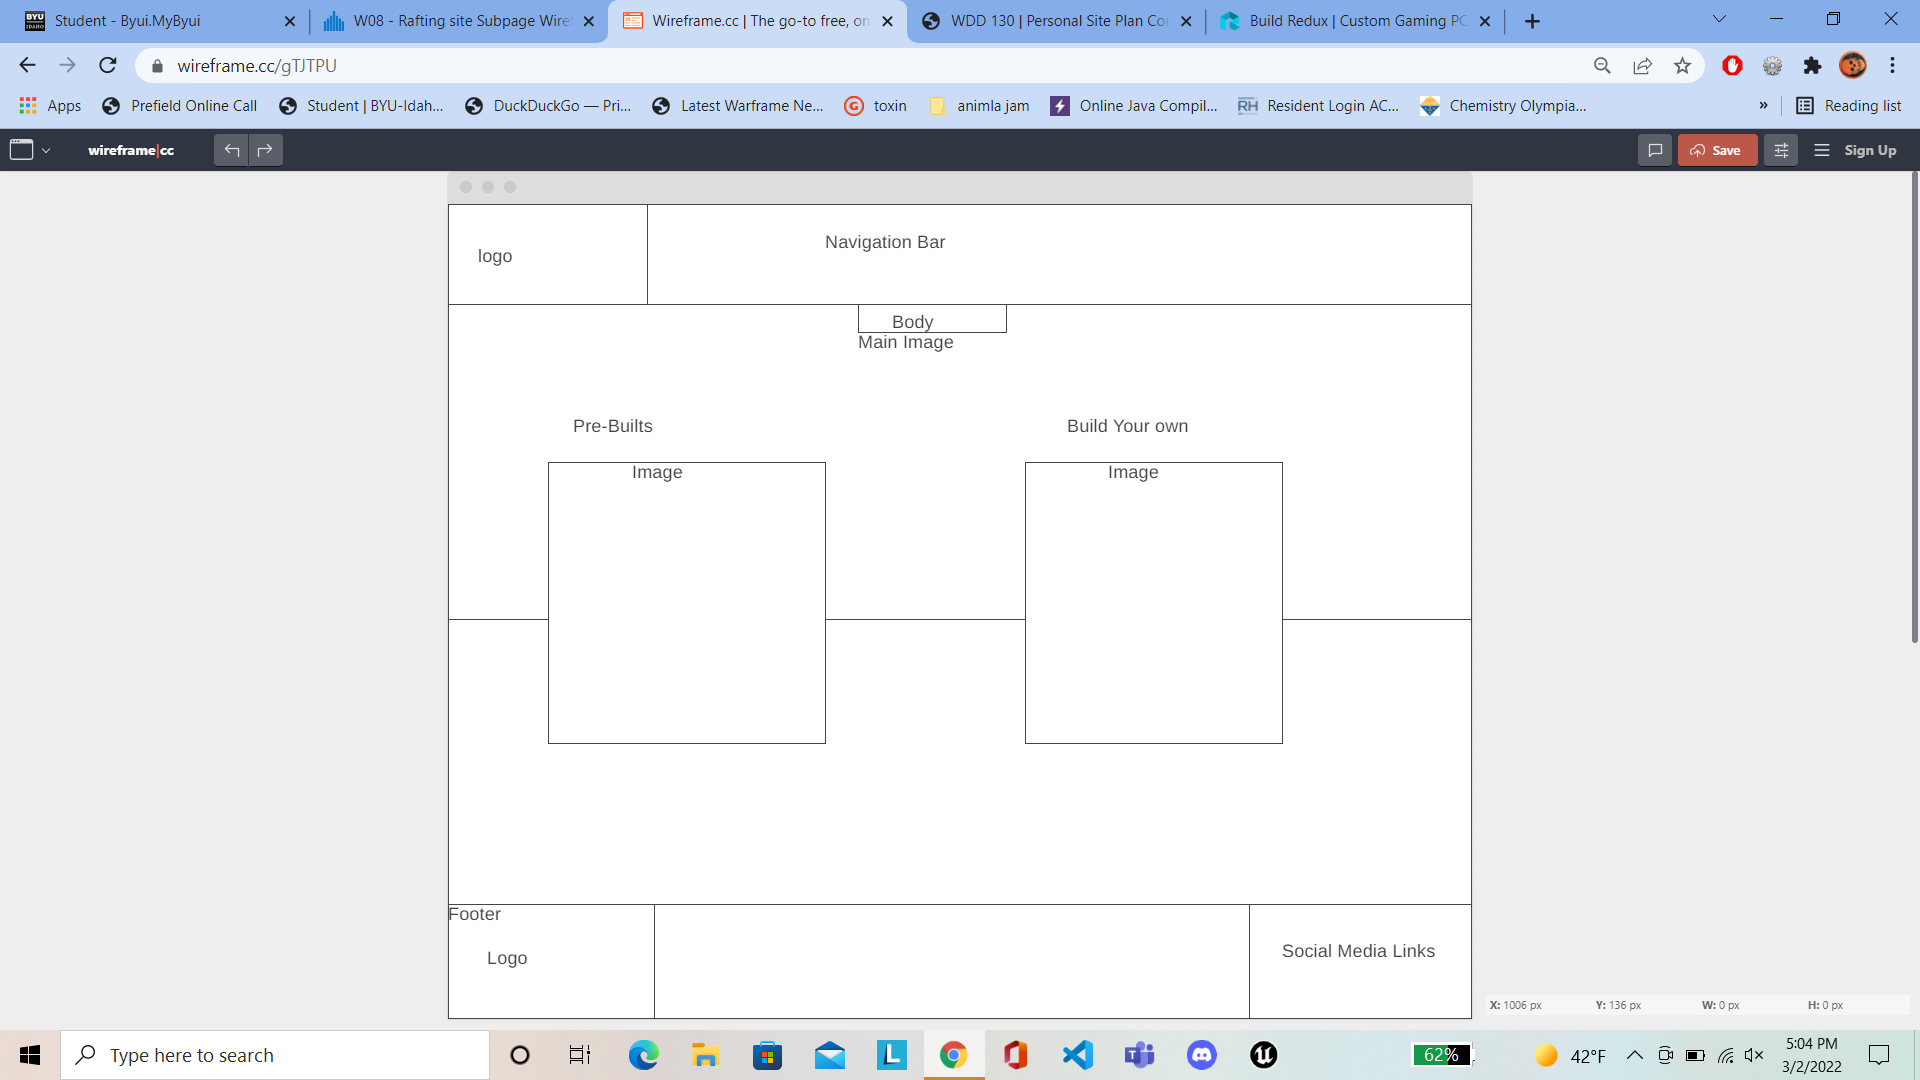 BYU IDAHO Student - Byui.MyByui
W08 - Rafting site Subpage Wire
Wireframe.cc | The go-to free, on
WDD 130 | Personal Site Plan Co
Build Redux | Custom Gaming PC
wireframe.cc/gTJTPU
Apps
Prefield Online Call
Student | BYU-Idah...
DuckDuckGo — Pri...
Latest Warframe Ne...
toxin
animla jam
Online Java Compil...
RH Resident Login AC...
Chemistry Olympia...
»
Reading list
wireframe|cc
Save
Sign Up
logo
Navigation Bar
Body
Main Image
Pre-Builts
Build Your own
Image
Image
Footer
Logo
Social Media Links
X: 1006 px Y: 136 px W: 0 px H: 0 px
Type here to search
62%
42°F
5:04 PM
3/2/2022